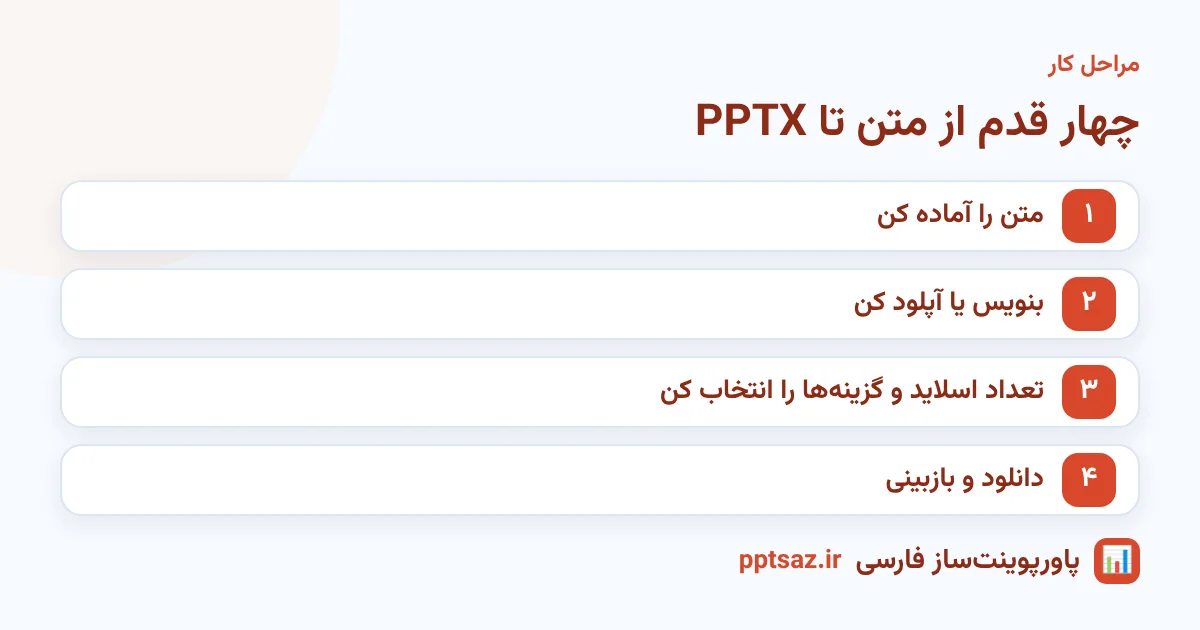 مراحل کار
چهار قدم از متن تا PPTX
۱ متن را آماده کن
۲ بنویس یا آپلود کن
۳ تعداد اسلاید و گزینه‌ها را انتخاب کن
۴ دانلود و بازبینی
پاورپوینت‌ساز فارسی pptsaz.ir